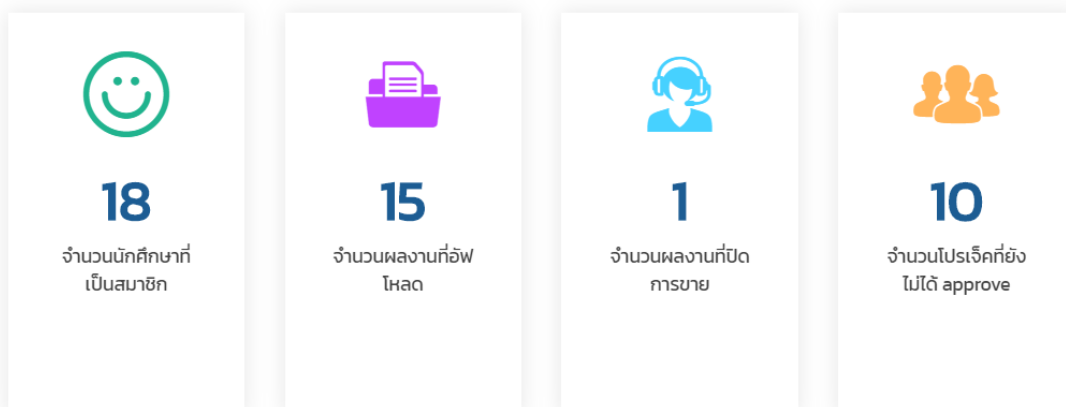 18
จำนวนนักศึกษาที่
เป็นสมาชิก
15
จำนวนผลงานที่อัฟ
โหลด
1
จำนวนผลงานที่ปิด
การขาย
10
จำนวนโปรเจ็คที่ยัง
ไม่ได้ approve